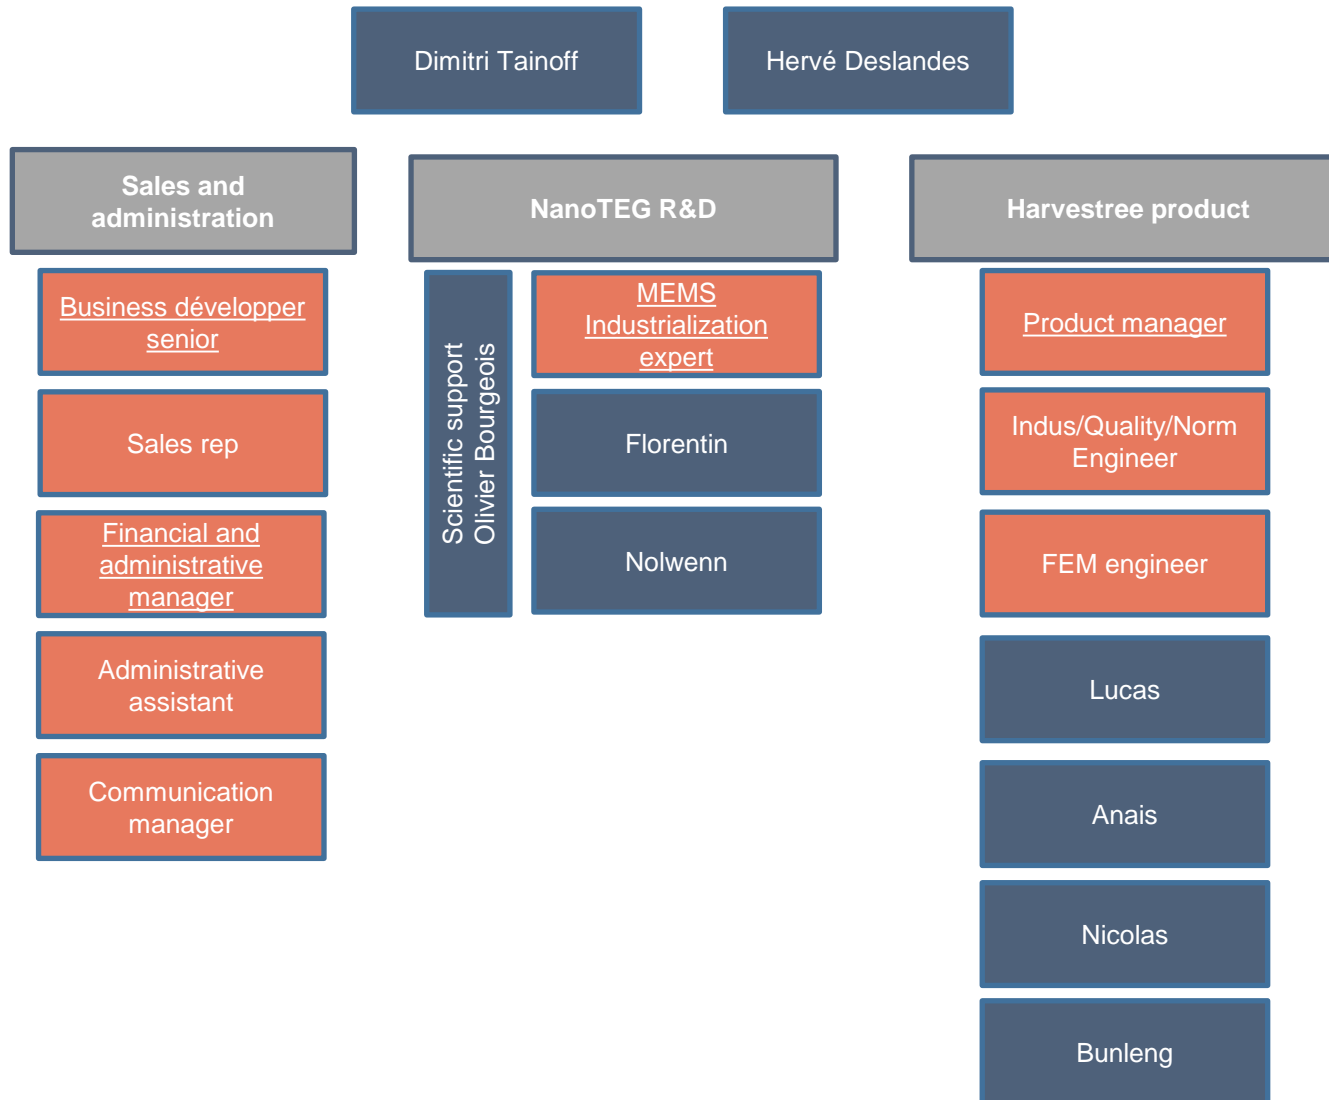 Dimitri Tainoff
Hervé Deslandes
Sales and
administration
Business développer
senior
Sales rep
Financial and
administrative
manager
Administrative
assistant
Communication
manager
NanoTEG R&D
Scientific support
Olivier Bourgeois
MEMS
Industrialization
expert
Florentin
Nolwenn
Harvestree product
Product manager
Indus/Quality/Norm
Engineer
FEM engineer
Lucas
Anais
Nicolas
Bunleng